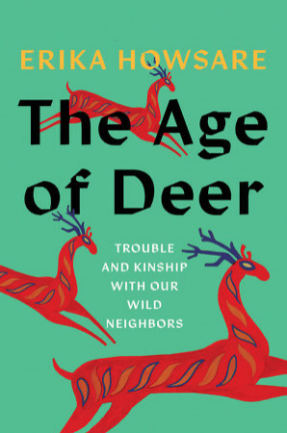 ERIKA HOWSARE
The Age
of Deer
TROUBLE
AND KINSHIP
WITH OUR
WILD
NEIGHBORS